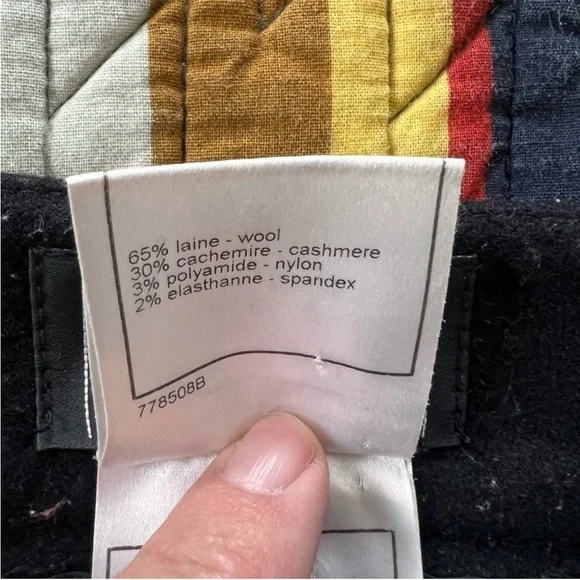 65% laine - wool
30% cachemire - cashmere
3% polyamide - nylon
2% elasthanne - spandex
778508B